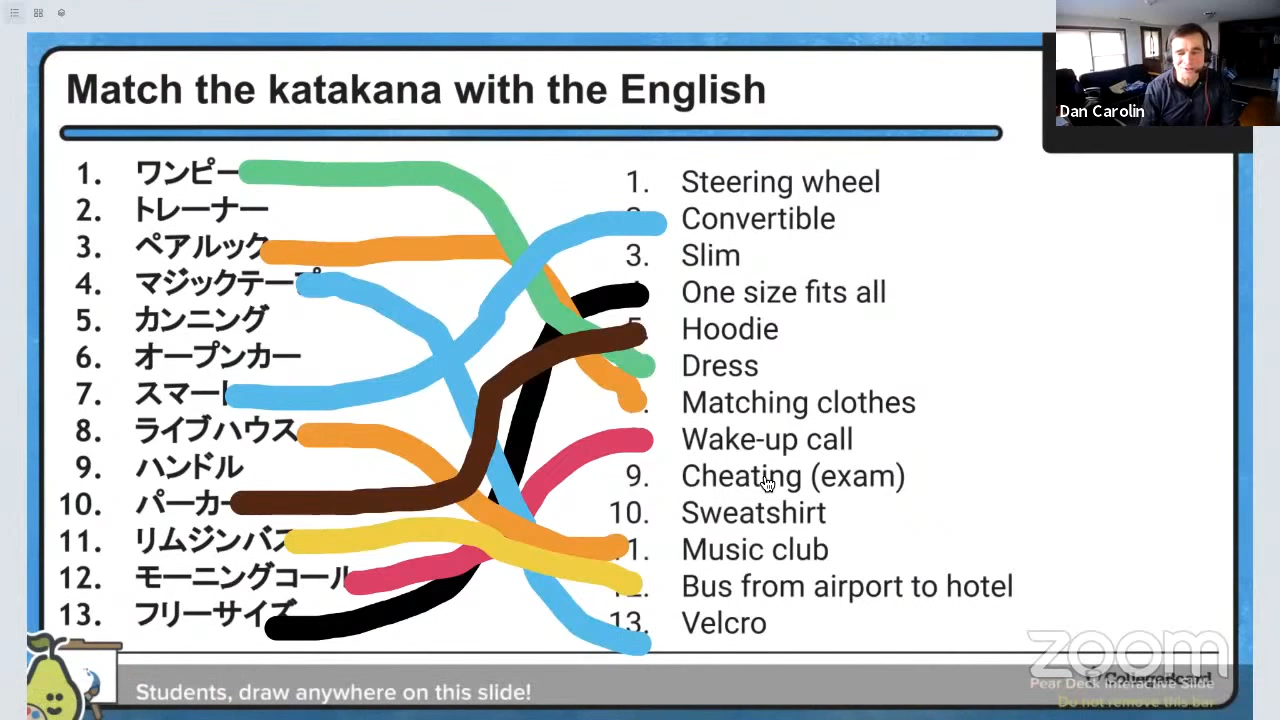 Match the katakana with the English
Dan Carolin
1. ワンピー
2. トレーナー
3. ペアルック
4. マジックテープ
5. カンニング
6. オープンカー
7. スマート
8. ライブハウス
9. ハンドル
10. パーカー
11. リムジンバス
12. モーニングコール
13. フリーサイズ
1. Steering wheel
Convertible
3. Slim
One size fits all
5. Hoodie
Dress
Matching clothes
Wake-up call
9. Cheating (exam)
10. Sweatshirt
11. Music club
12. Bus from airport to hotel
13. Velcro
Students, draw anywhere on this slide!
zoom
CollegeBoard
Pear Deck Interactive Slide
Do not remove this bar